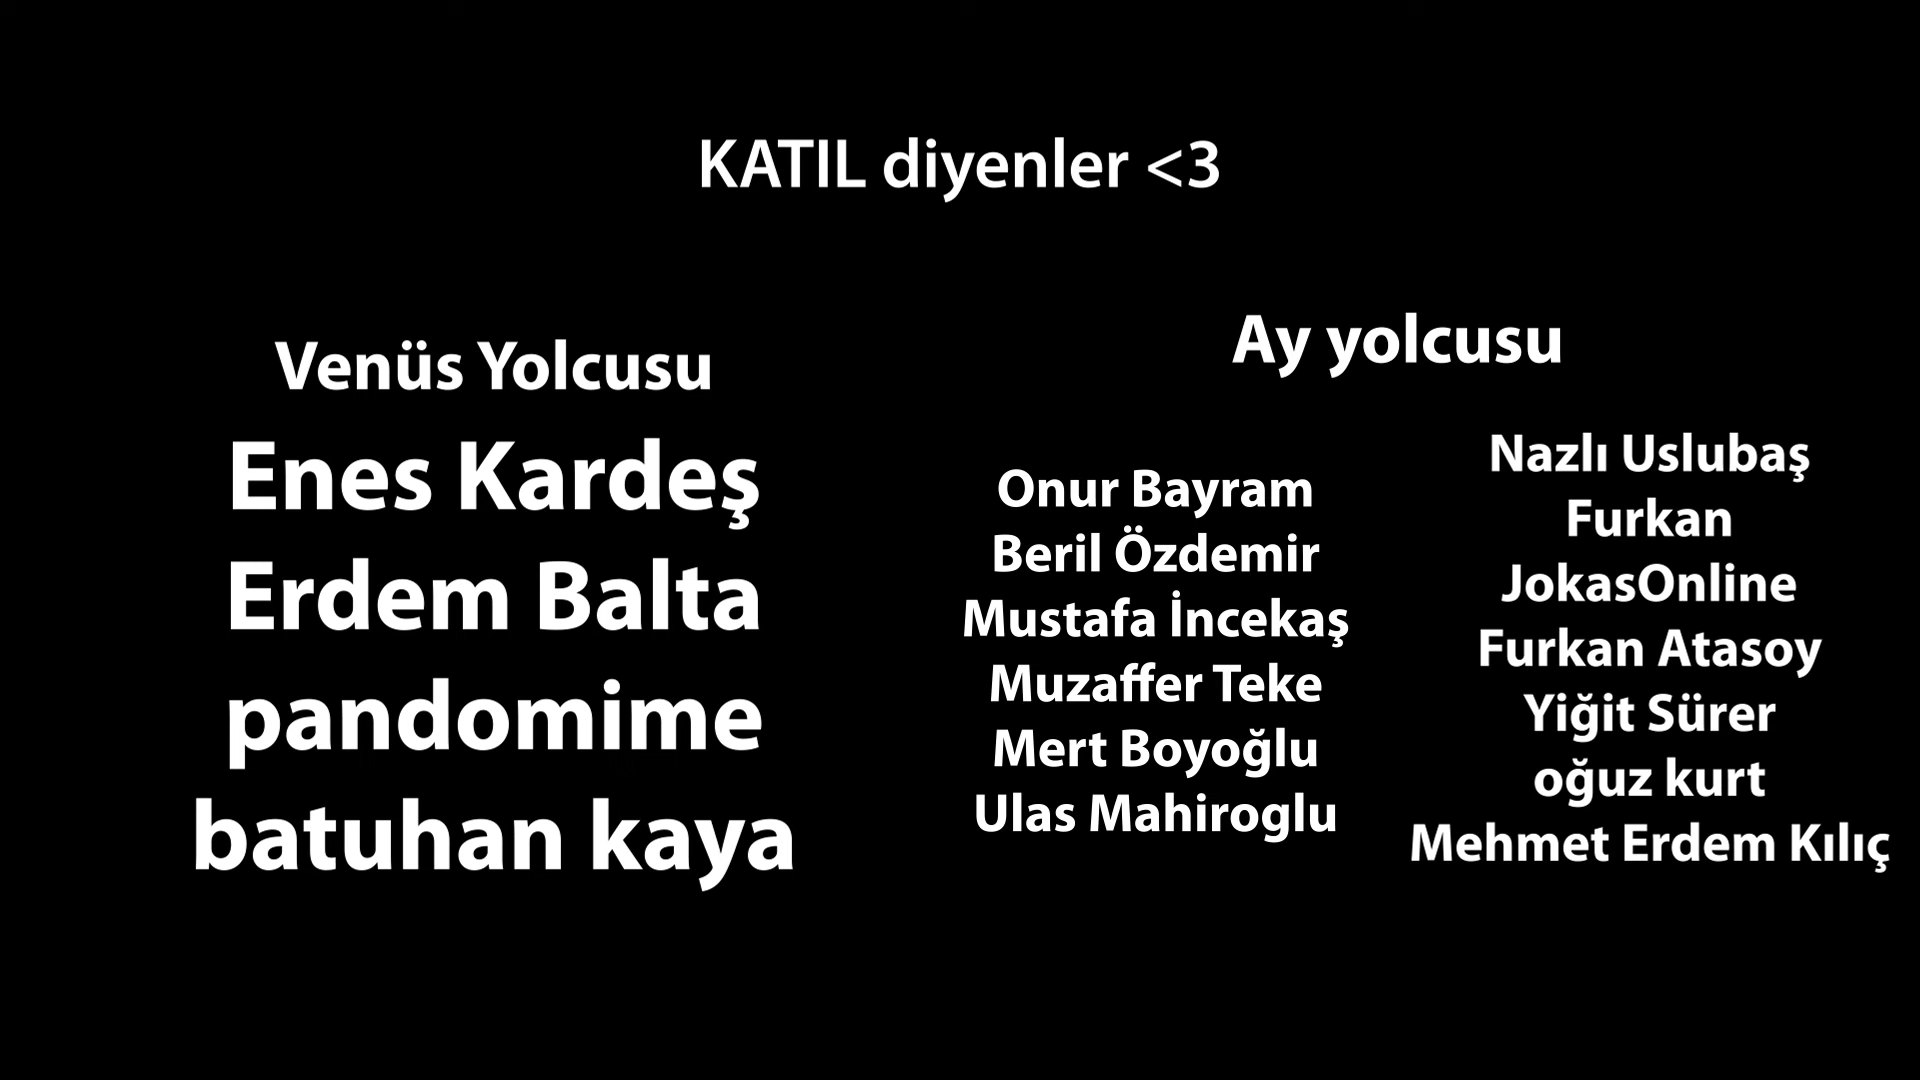 KATIL diyenler <3
Venüs Yolcusu
Enes Kardeş
Erdem Balta
pandomime
batuhan kaya
Ay yolcusu
Onur Bayram
Beril Özdemir
Mustafa İncekaş
Muzaffer Teke
Mert Boyoğlu
Ulas Mahiroglu
Nazlı Uslubaş
Furkan
JokasOnline
Furkan Atasoy
Yiğit Sürer
oğuz kurt
Mehmet Erdem Kılıç